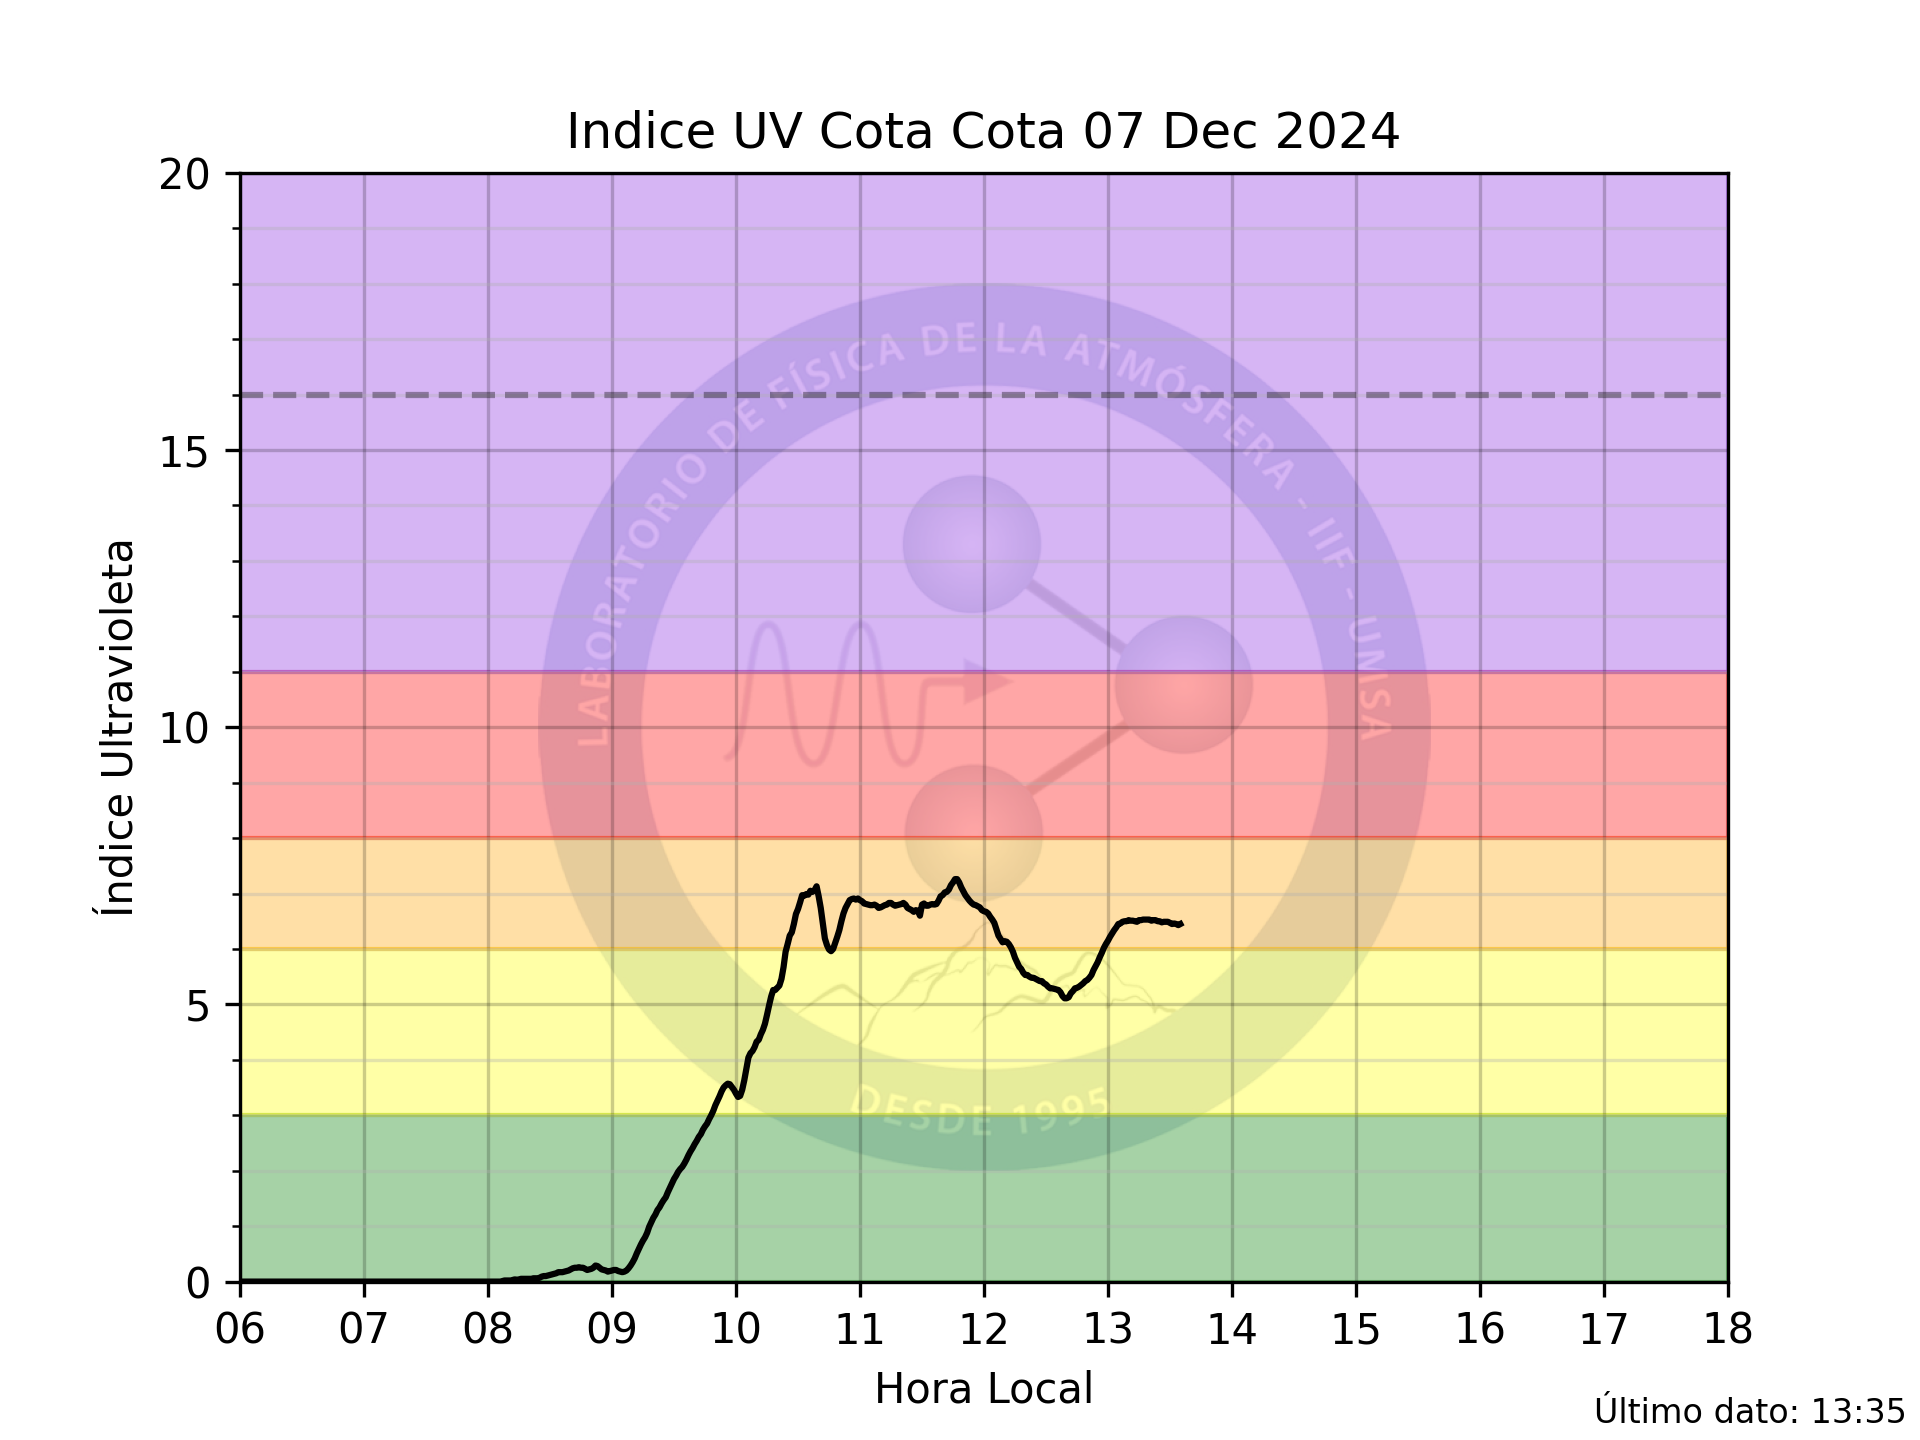 Indice UV Cota Cota 07 Dec 2024
20
15
10
5
0
Índice Ultravioleta
LABORATORIO DE FÍSICA DE LA ATMÓSFERA - IIF - UMSA
DESDE 1995
06 07 08 09 10 11 12 13 14 15 16 17 18
Hora Local
Último dato: 13:35